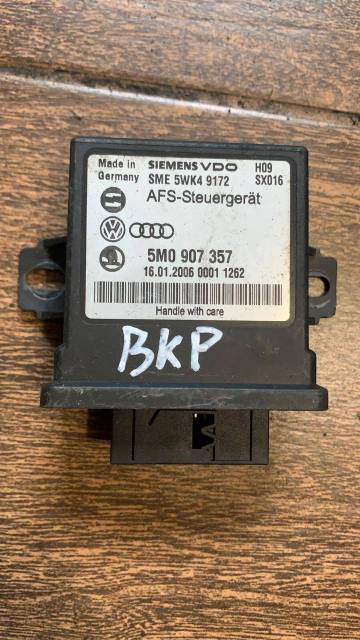 Made in SIEMENS VDO H09
Germany SME 5WK4 9172 SX016
AFS-Steuergerät
5M0 907 357
16.01.2006 0001 1262
Handle with care
BKP